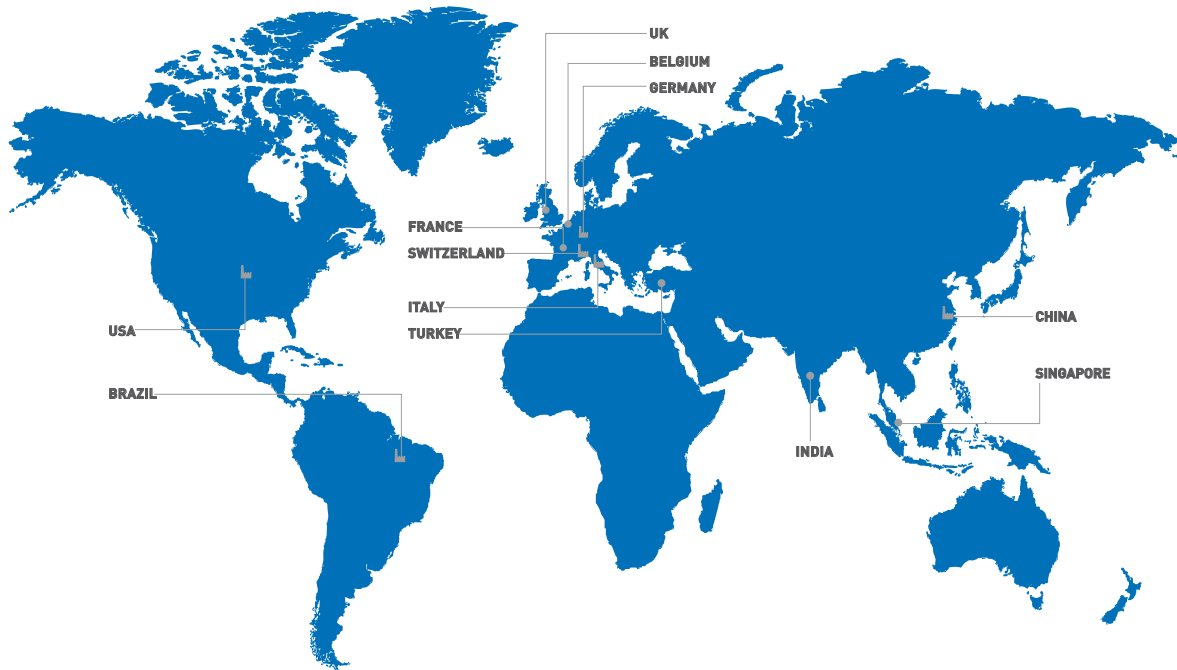 UK
BELGIUM
GERMANY
FRANCE
SWITZERLAND
ITALY
TURKEY
USA
BRAZIL
CHINA
SINGAPORE
INDIA